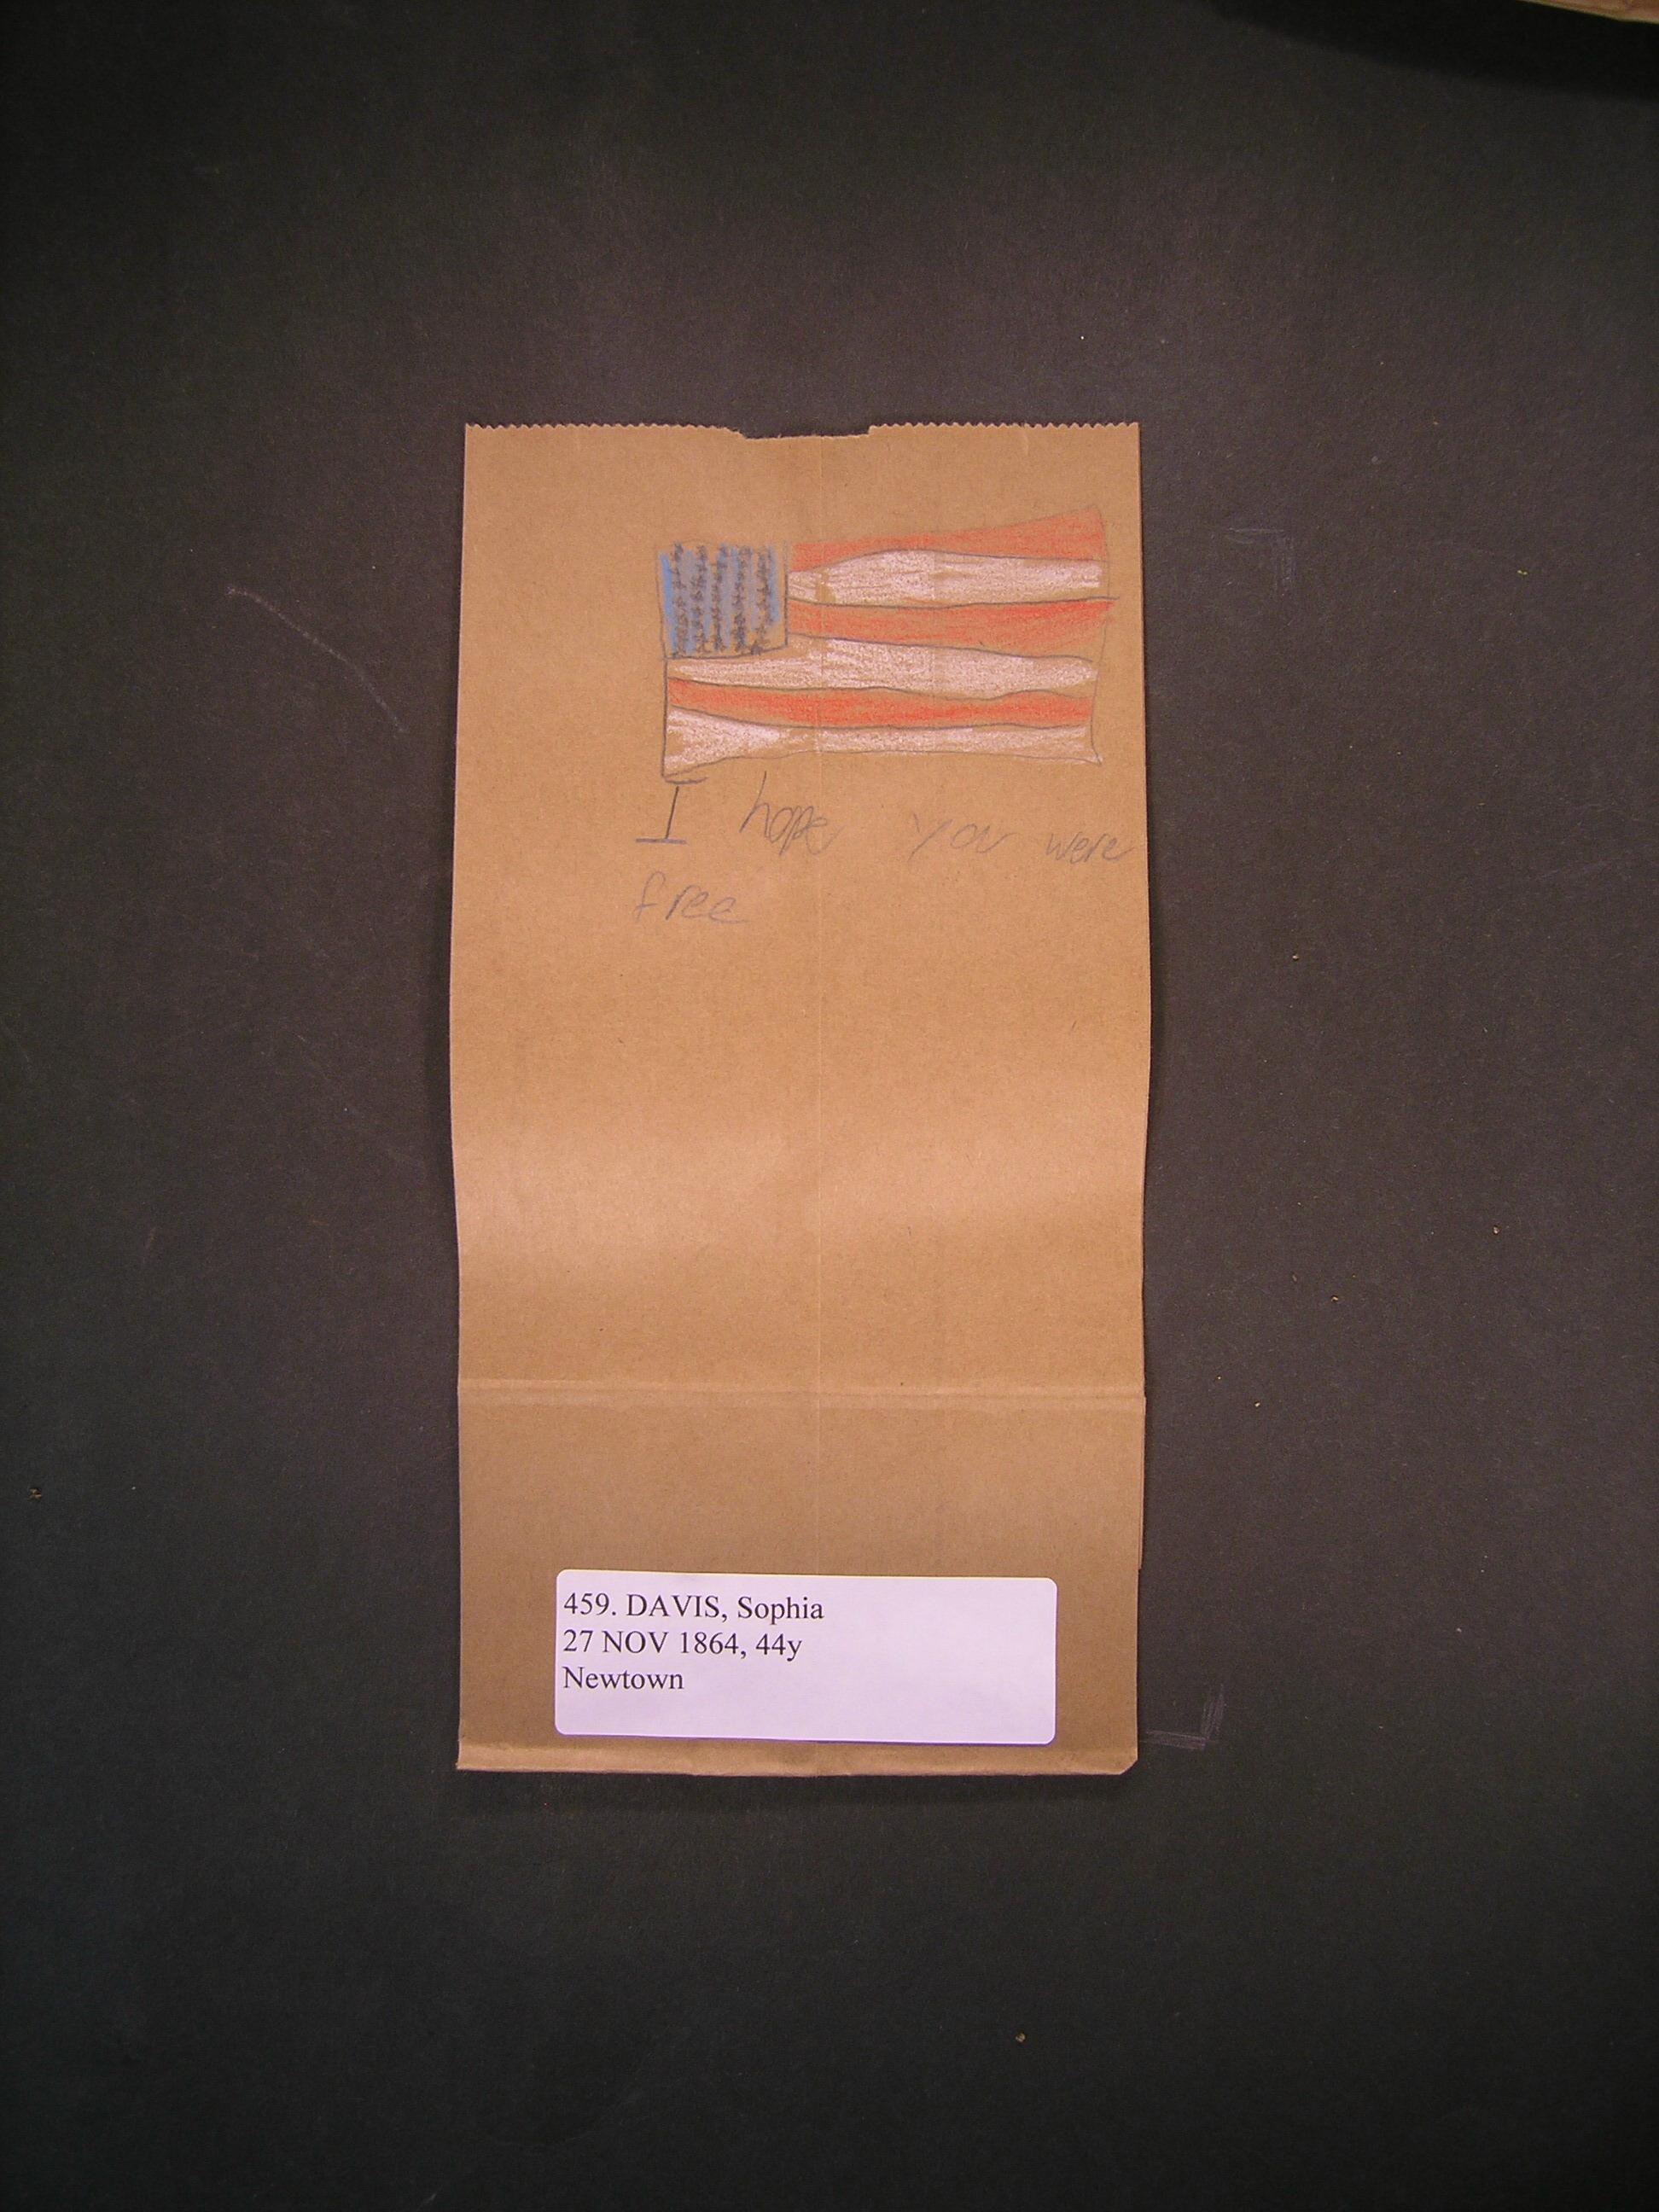 I hope you were
free
459. DAVIS, Sophia
27 NOV 1864, 44y
Newtown